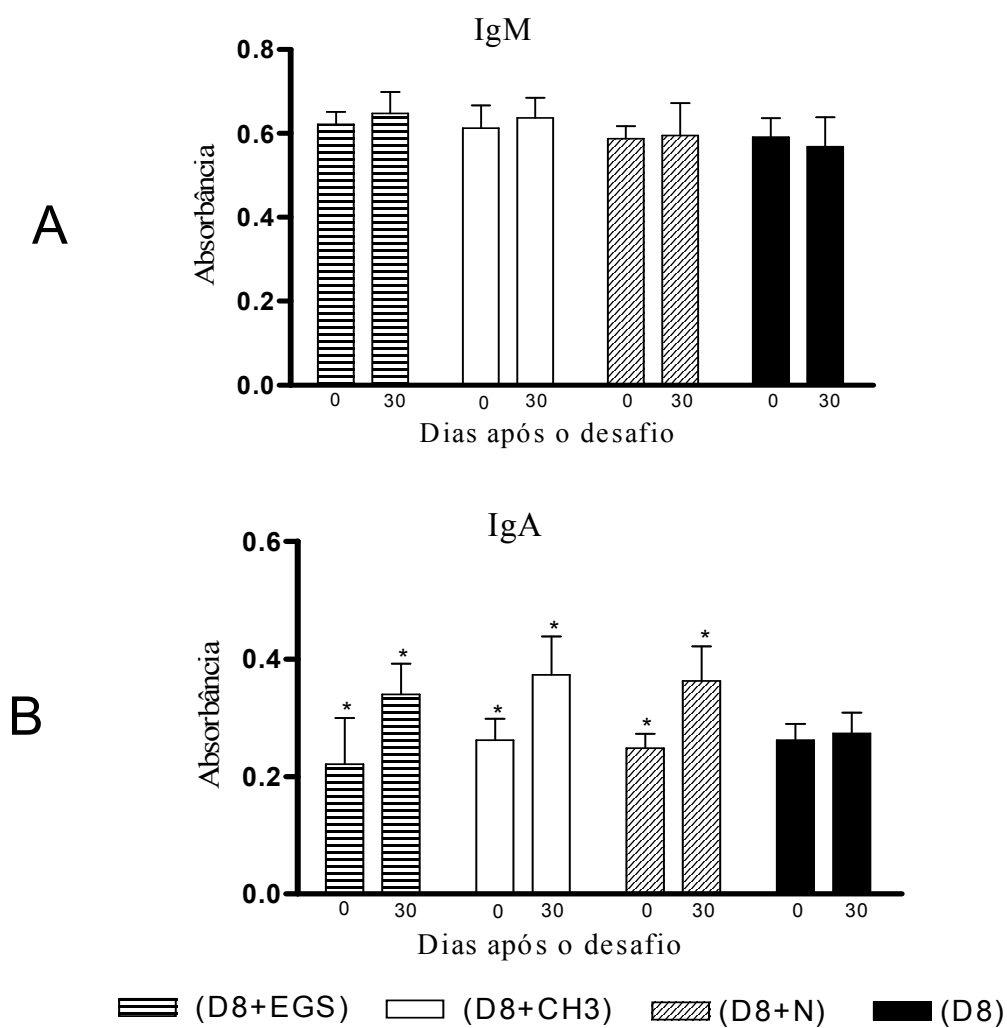 IgM
A
Absorbância
0.8
0.6
0.4
0.2
0.0
0 30 0 30 0 30 0 30
Dias após o desafio
IgA
B
Absorbância
0.6
0.4
0.2
0.0
* * * * * *
0 30 0 30 0 30 0 30
Dias após o desafio
(D8+EGS) (D8+CH3) (D8+N) (D8)